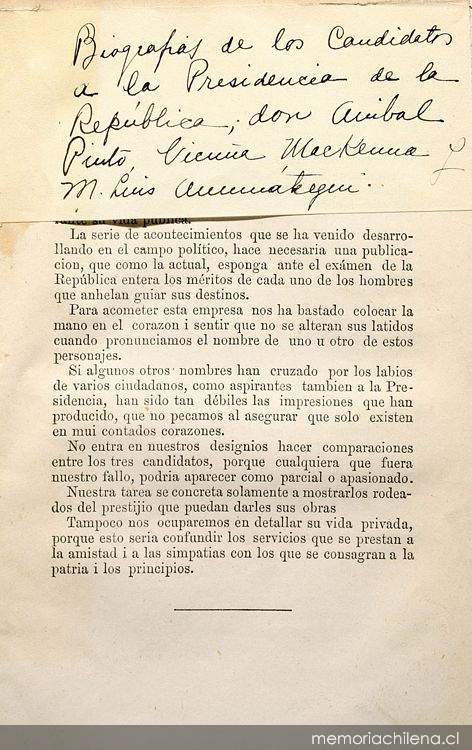 Biografías de los Candidatos
a la Presidencia de la
República, don Anibal
Pinto, Vicuña MacKenna y
M. Luis Amunátegui.
rante su vida pública.
La serie de acontecimientos que se ha venido desarro-
llando en el campo político, hace necesaria una publica-
cion, que como la actual, esponga ante el exámen de la
República entera los méritos de cada uno de los hombres
que anhelan guiar sus destinos.
Para acometer esta empresa nos ha bastado colocar la
mano en el corazon i sentir que no se alteran sus latidos
cuando pronunciamos el nombre de uno u otro de estos
personajes.
Si algunos otros nombres han cruzado por los labios
de varios ciudadanos, como aspirantes tambien a la Pre-
sidencia, han sido tan débiles las impresiones que han
producido, que no pecamos al asegurar que solo existen
en mui contados corazones.
No entra en nuestros designios hacer comparaciones
entre los tres candidatos, porque cualquiera que fuera
nuestro fallo, podria aparecer como parcial o apasionado.
Nuestra tarea se concreta solamente a mostrarlos rodea-
dos del prestijio que puedan darles sus obras
Tampoco nos ocuparemos en detallar su vida privada,
porque esto seria confundir los servicios que se prestan a
la amistad i a las simpatias con los que se consagran a la
patria i los principios.
memoriachilena.cl